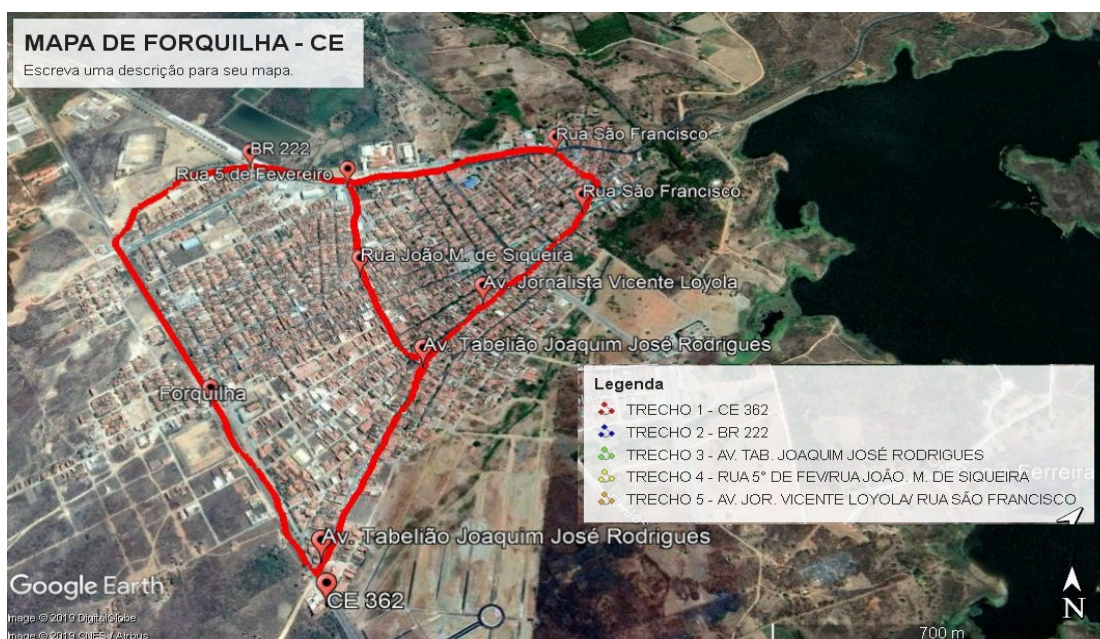 MAPA DE FORQUILHA - CE
Escreva uma descrição para seu mapa.
Rua São Francisco
BR 222
Rua 5 de Fevereiro
Rua São Francisco
Rua João M. de Siqueira
Av. Jornalista Vicente Loyola
Av. Tabelião Joaquim José Rodrigues
Forquilha
Legenda
TRECHO 1 - CE 362
TRECHO 2 - BR 222
TRECHO 3 - AV. TAB. JOAQUIM JOSÉ RODRIGUES
TRECHO 4 - RUA 5° DE FEV/RUA JOÃO. M. DE SIQUEIRA
TRECHO 5 - AV. JOR. VICENTE LOYOLA/ RUA SÃO FRANCISCO
Ferreira
Av. Tabelião Joaquim José Rodrigues
CE 362
Google Earth
Image © 2019 DigitalGlobe
Image © 2019 CNES / Airbus
N
700 m